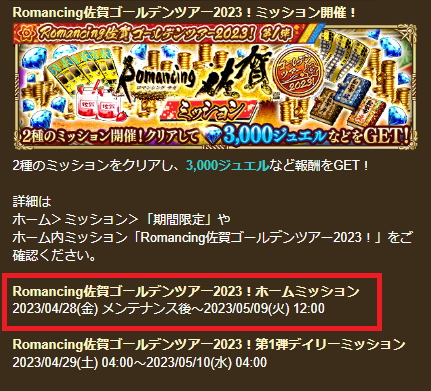 Romancing佐賀ゴールデンツアー2023！ミッション開催！
Romancing佐賀ゴールデンツアー2023！ 第1弾
Romancing 佐賀
ロマンシング サガ
ミッション
2023
2種のミッション開催！クリアして 3,000ジュエルなどをGET！
2種のミッションをクリアし、3,000ジュエルなど報酬をGET！
詳細は
ホーム＞ミッション＞「期間限定」や
ホーム内ミッション「Romancing佐賀ゴールデンツアー2023！」をご
確認ください。
Romancing佐賀ゴールデンツアー2023！ホームミッション
2023/04/28(金) メンテナンス後～2023/05/09(火) 12:00
Romancing佐賀ゴールデンツアー2023！第1弾デイリーミッション
2023/04/29(土) 04:00～2023/05/10(水) 04:00